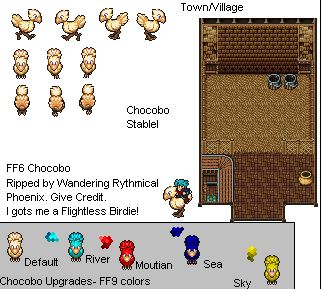 Town/Village
Chocobo
Stablel
FF6 Chocobo
Ripped by Wandering Rythmical
Phoenix. Give Credit.
I gots me a Flightless Birdie!
Default
River
Moutian
Sea
Sky
Chocobo Upgrades- FF9 colors